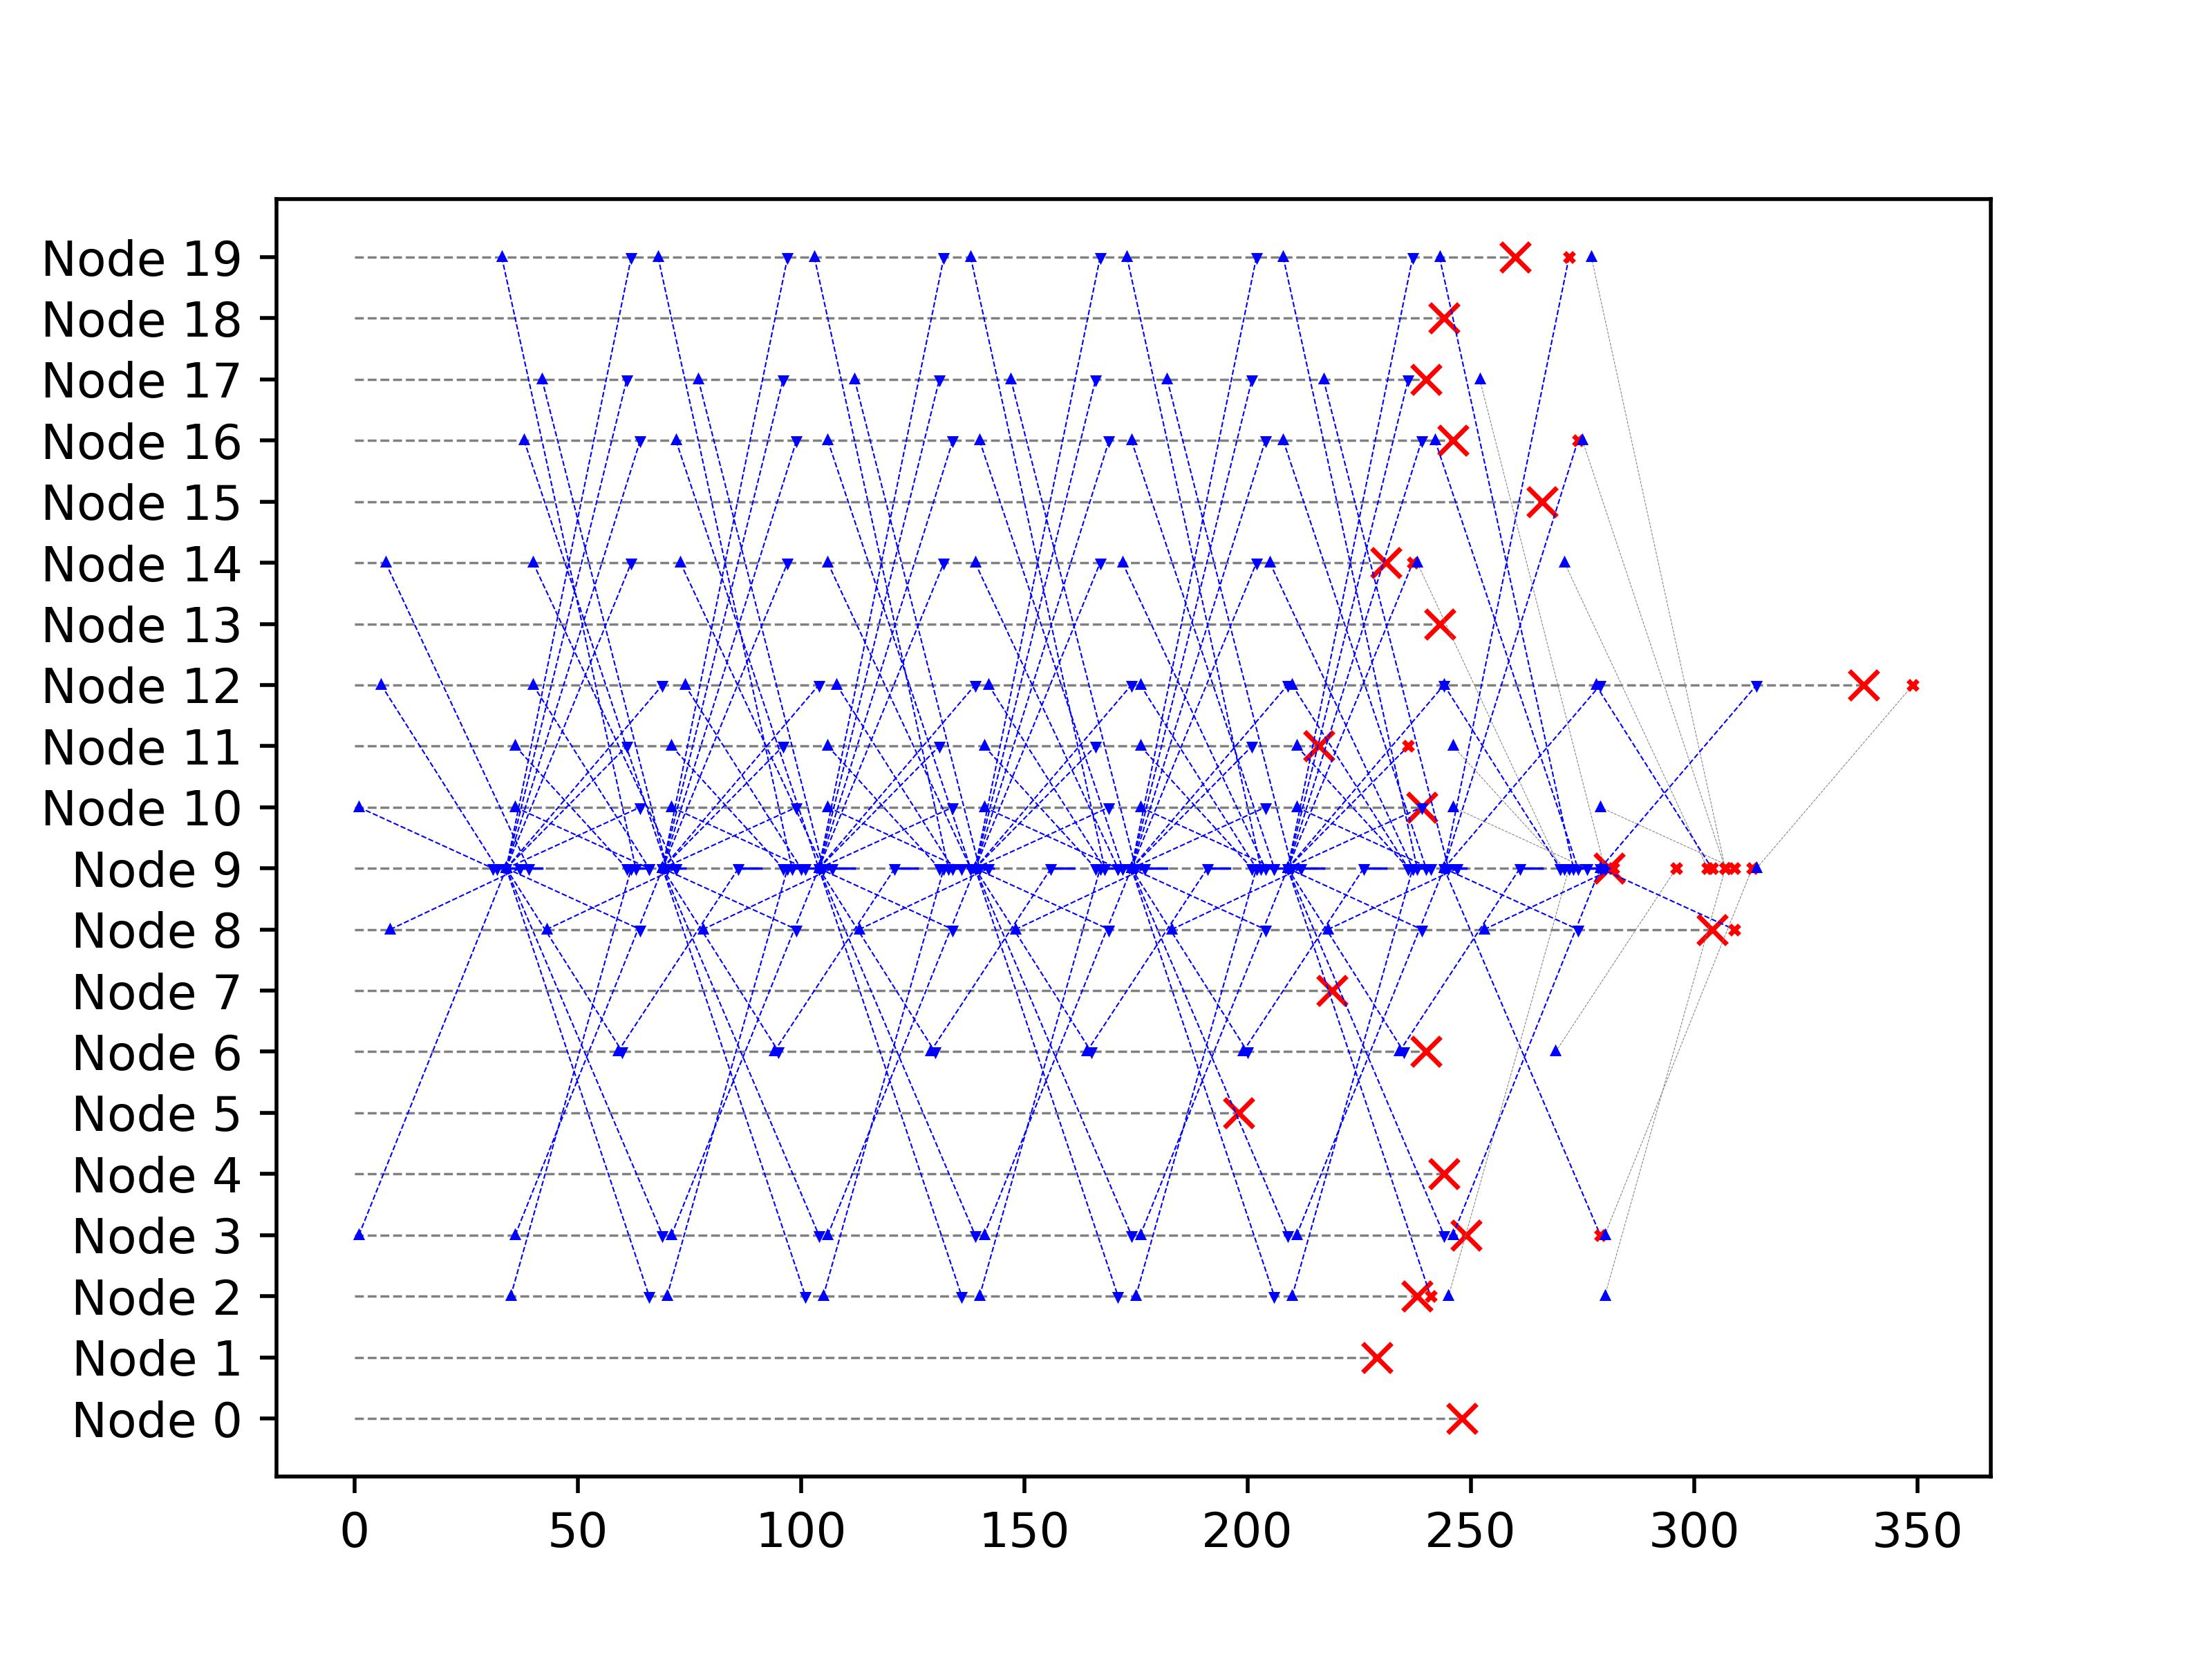 Node 19
Node 18
Node 17
Node 16
Node 15
Node 14
Node 13
Node 12
Node 11
Node 10
Node 9
Node 8
Node 7
Node 6
Node 5
Node 4
Node 3
Node 2
Node 1
Node 0
0 50 100 150 200 250 300 350